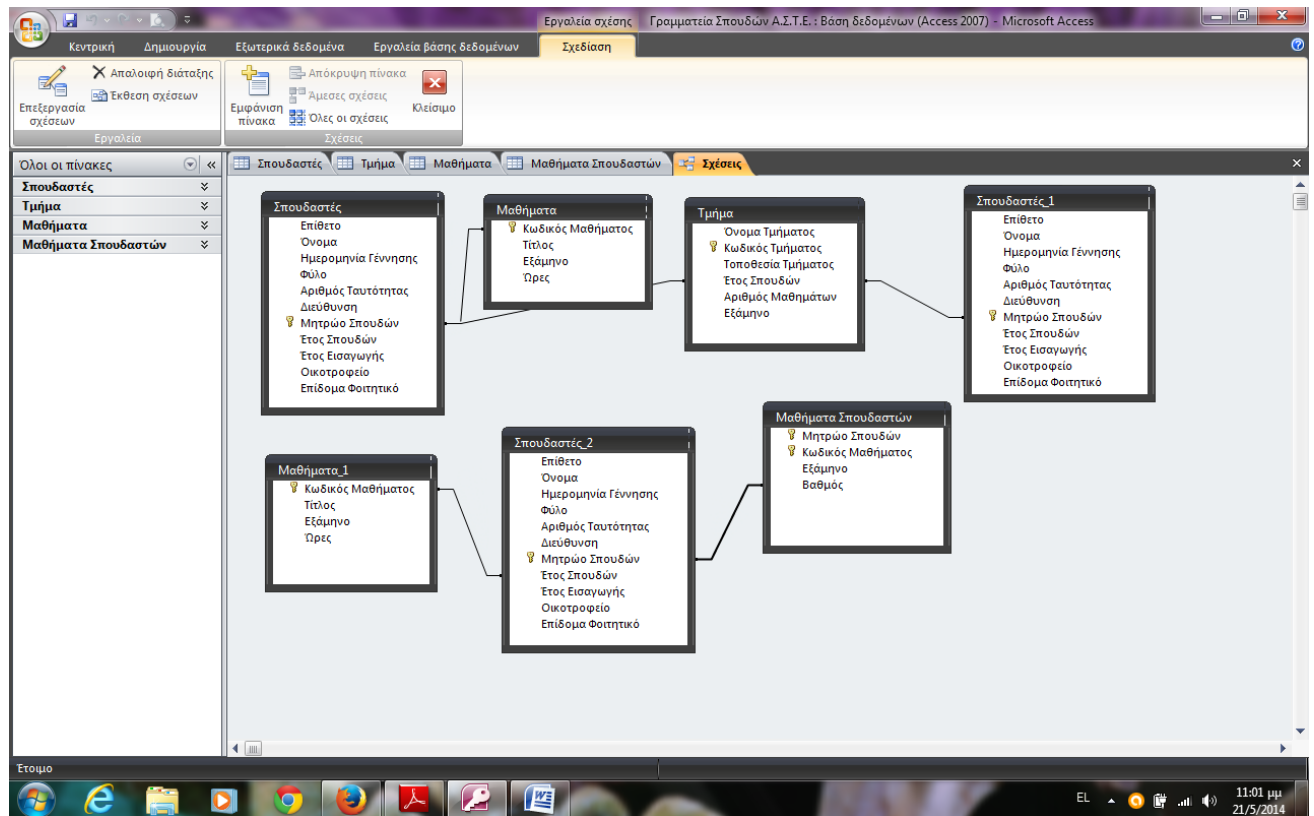 Εργαλεία σχέσης Γραμματεία Σπουδών Α.Σ.Τ.Ε. : Βάση δεδομένων (Access 2007) - Microsoft Access
Κεντρική Δημιουργία Εξωτερικά δεδομένα Εργαλεία βάσης δεδομένων Σχεδίαση
Επεξεργασία σχέσεων
Απαλοιφή διάταξης
Έκθεση σχέσεων
Εργαλεία
Εμφάνιση πίνακα
Απόκρυψη πίνακα
Άμεσες σχέσεις
Όλες οι σχέσεις
Κλείσιμο
Σχέσεις
Όλοι οι πίνακες
Σπουδαστές
Τμήμα
Μαθήματα
Μαθήματα Σπουδαστών
Σπουδαστές Τμήμα Μαθήματα Μαθήματα Σπουδαστών Σχέσεις
Σπουδαστές
Επίθετο
Όνομα
Ημερομηνία Γέννησης
Φύλο
Αριθμός Ταυτότητας
Διεύθυνση
Μητρώο Σπουδών
Έτος Σπουδών
Έτος Εισαγωγής
Οικοτροφείο
Επίδομα Φοιτητικό
Μαθήματα
Κωδικός Μαθήματος
Τίτλος
Εξάμηνο
Ώρες
Τμήμα
Όνομα Τμήματος
Κωδικός Τμήματος
Τοποθεσία Τμήματος
Έτος Σπουδών
Αριθμός Μαθημάτων
Εξάμηνο
Σπουδαστές_1
Επίθετο
Όνομα
Ημερομηνία Γέννησης
Φύλο
Αριθμός Ταυτότητας
Διεύθυνση
Μητρώο Σπουδών
Έτος Σπουδών
Έτος Εισαγωγής
Οικοτροφείο
Επίδομα Φοιτητικό
Μαθήματα_1
Κωδικός Μαθήματος
Τίτλος
Εξάμηνο
Ώρες
Σπουδαστές_2
Επίθετο
Όνομα
Ημερομηνία Γέννησης
Φύλο
Αριθμός Ταυτότητας
Διεύθυνση
Μητρώο Σπουδών
Έτος Σπουδών
Έτος Εισαγωγής
Οικοτροφείο
Επίδομα Φοιτητικό
Μαθήματα Σπουδαστών
Μητρώο Σπουδών
Κωδικός Μαθήματος
Εξάμηνο
Βαθμός
Έτοιμο
EL
11:01 μμ
21/5/2014